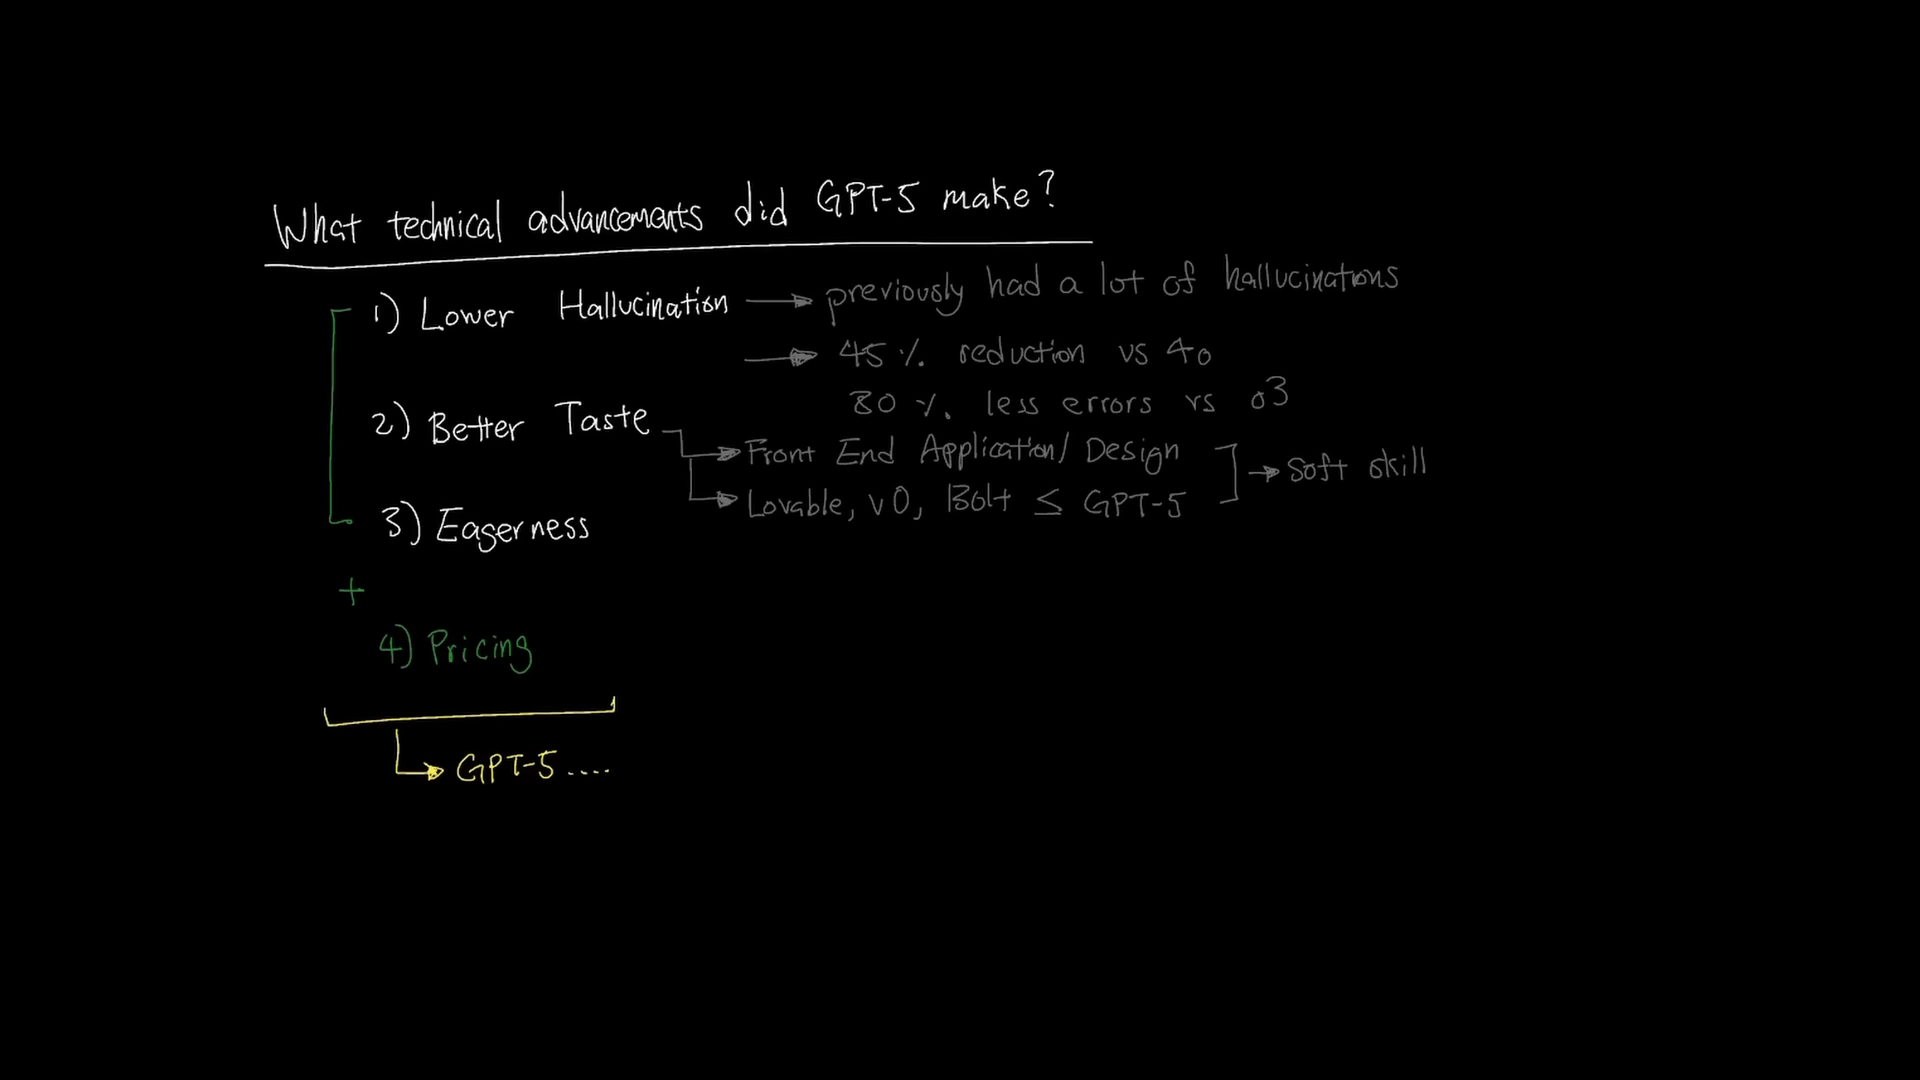 What technical advancements did GPT-5 make?
1) Lower Hallucination → previously had a lot of hallucinations
→ 45% reduction vs 4o
80% less errors vs o3
2) Better Taste
→ Front End Application/Design
→ Lovable, v0, Bolt ≤ GPT-5
→ soft skill
3) Eagerness
+
4) Pricing
→ GPT-5....